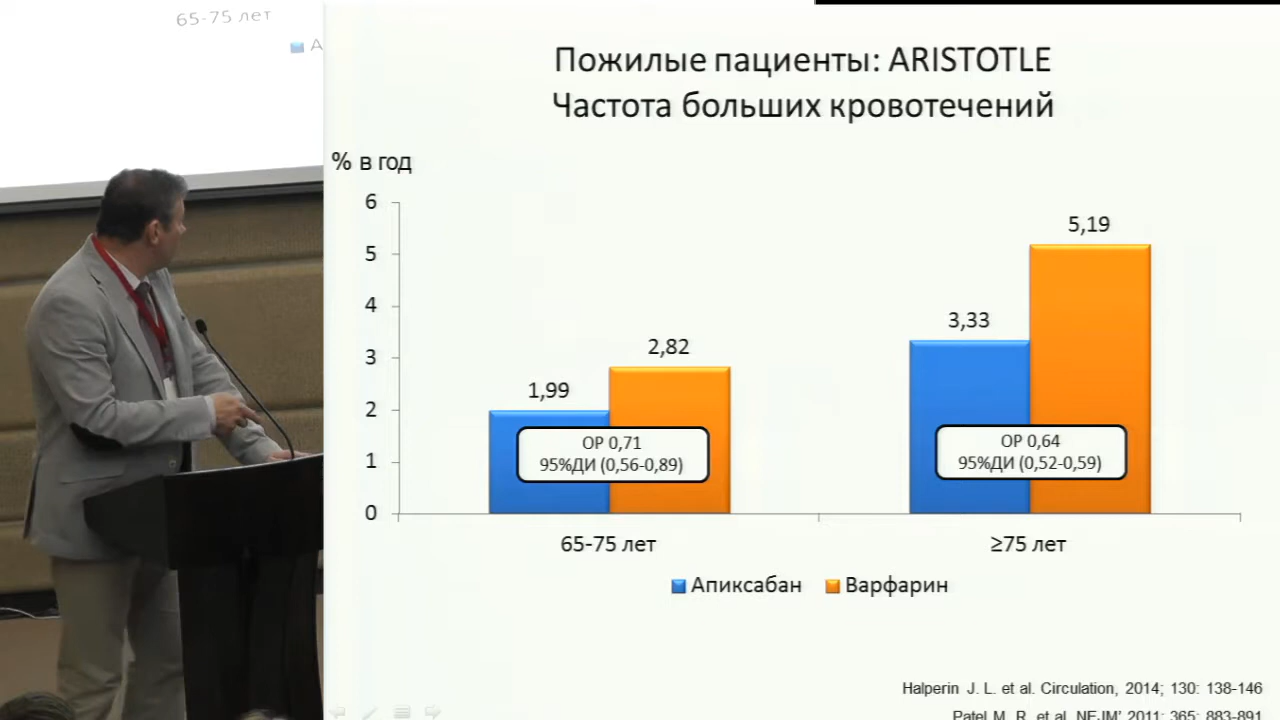 65-75 лет
А
Пожилые пациенты: ARISTOTLE
Частота больших кровотечений
% в год
6
5
4
3
2
1
0
1,99
2,82
3,33
5,19
ОР 0,71
95%ДИ (0,56-0,89)
ОР 0,64
95%ДИ (0,52-0,59)
65-75 лет
≥75 лет
Апиксабан
Варфарин
Halperin J. L. et al. Circulation, 2014; 130: 138-146
Patel M. R. et al. NEJM' 2011; 365: 883-891